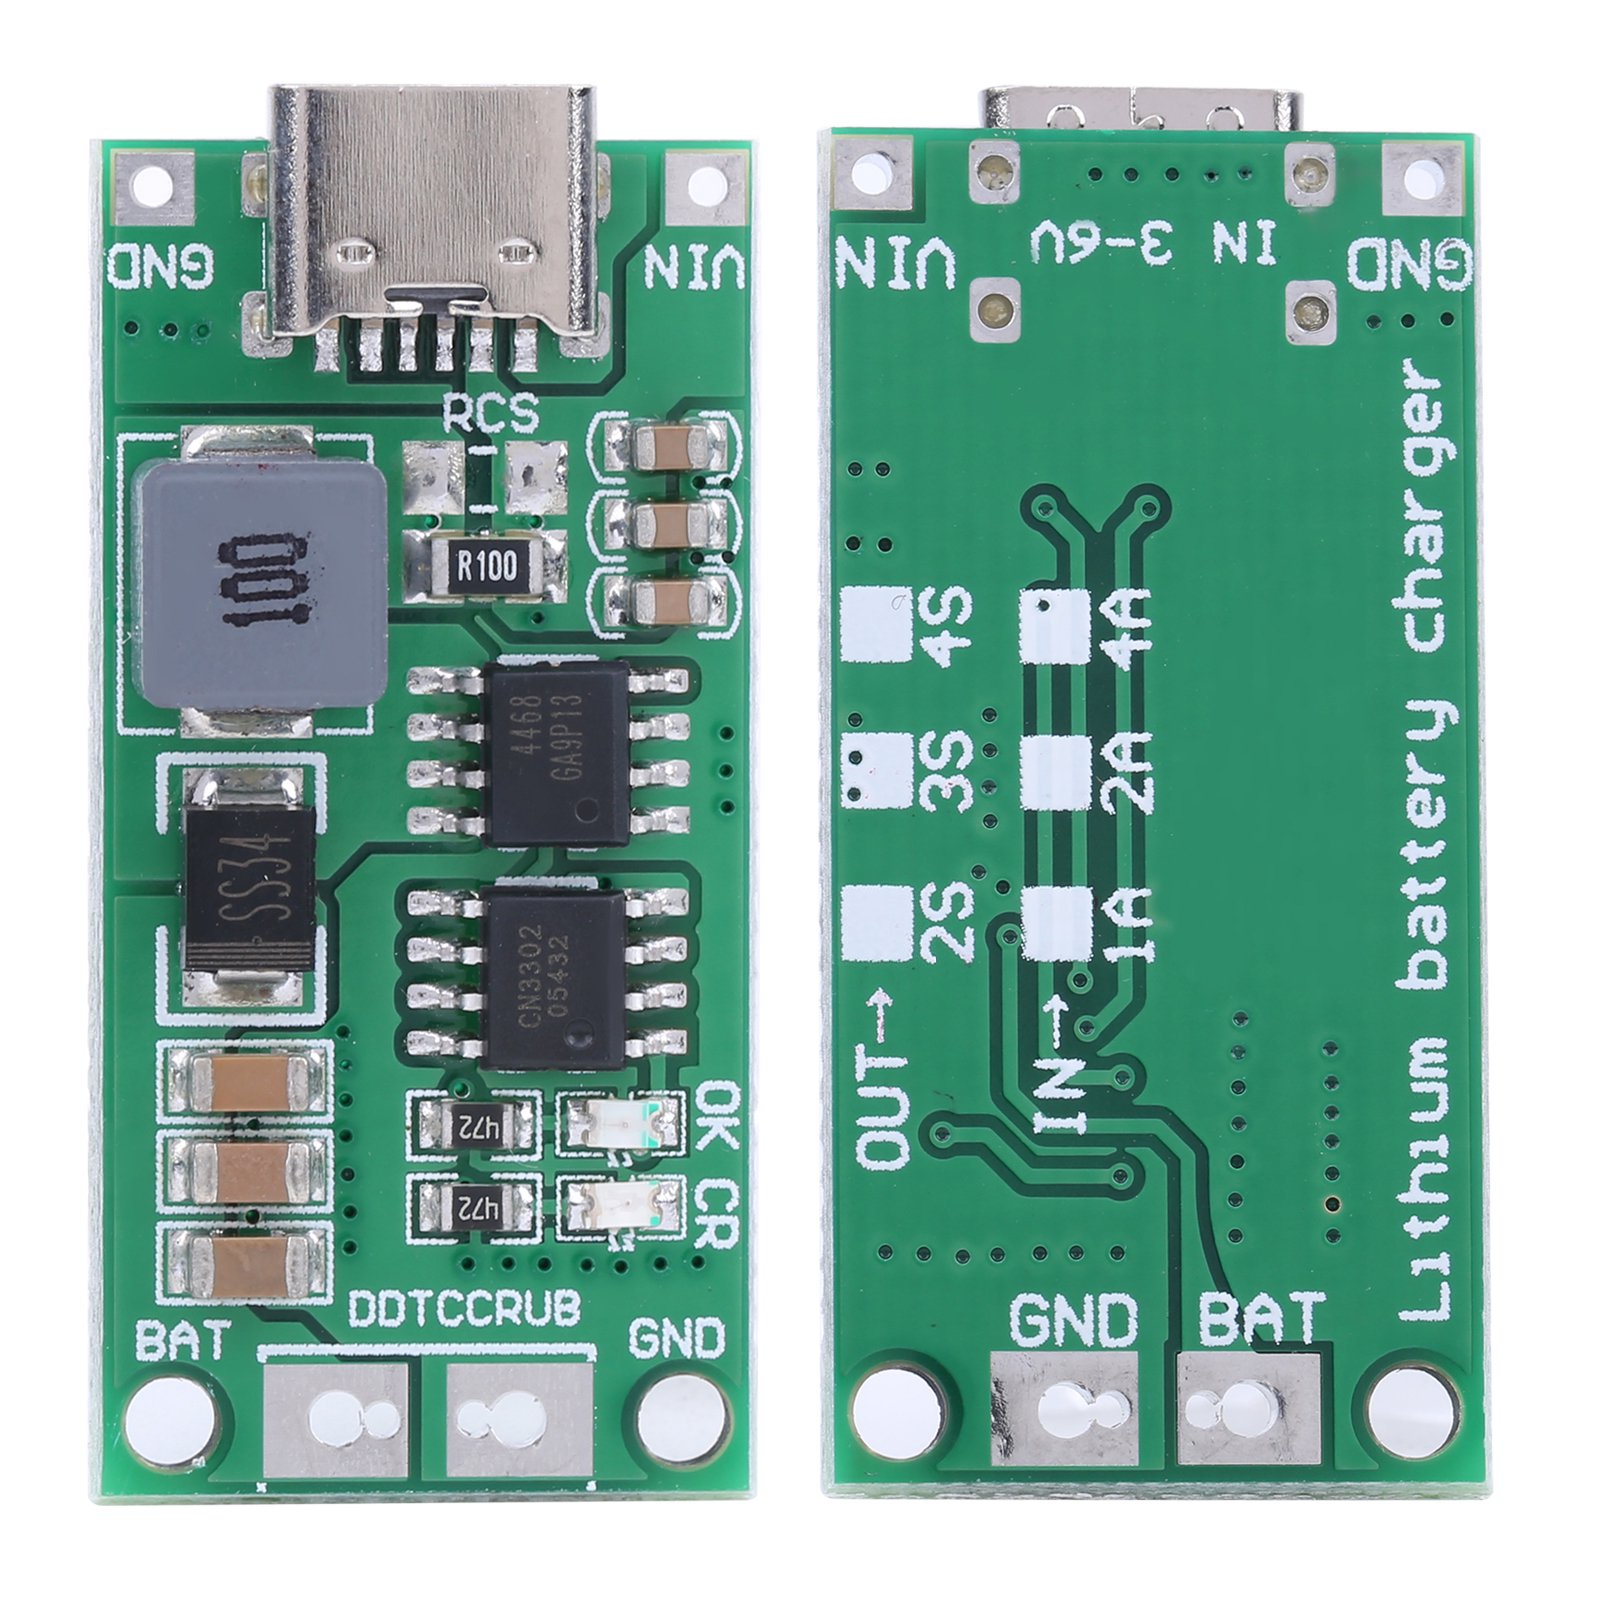 GND
VIN
RCS
100
R100
4468
GA9P13
SS34
CN3302
05432
472
OK
472
CR
DDTCCRUB
BAT
GND
VIN
IN 3-6V
GND
4S
4A
3S
2A
2S
1A
OUT→
IN→
Lithium battery charger
GND
BAT